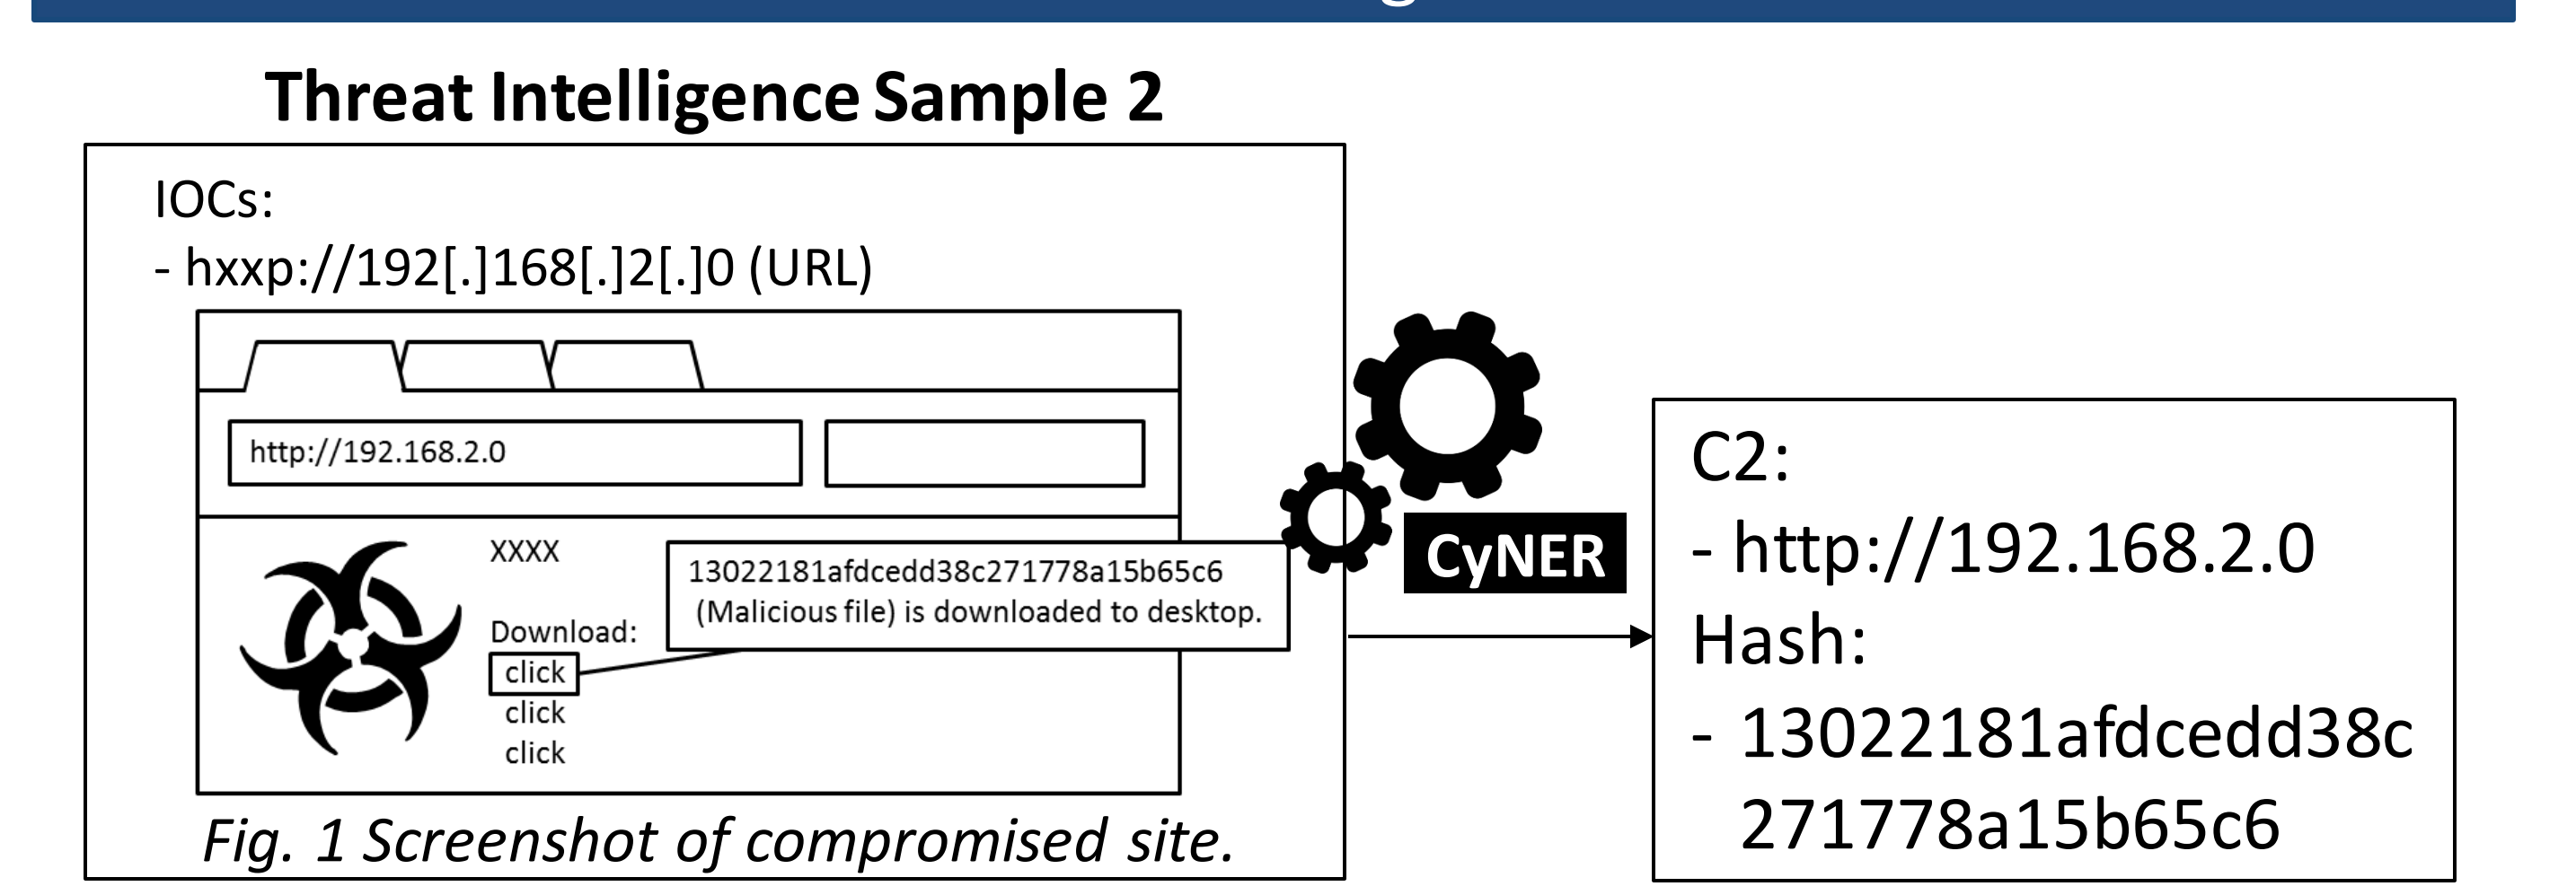 Threat Intelligence Sample 2
IOCs:
- hxxp://192[.]168[.]2[.]0 (URL)
http://192.168.2.0
XXXX
13022181afdcedd38c271778a15b65c6
(Malicious file) is downloaded to desktop.
Download:
click
click
click
Fig. 1 Screenshot of compromised site.
CyNER
C2:
- http://192.168.2.0
Hash:
- 13022181afdcedd38c
271778a15b65c6